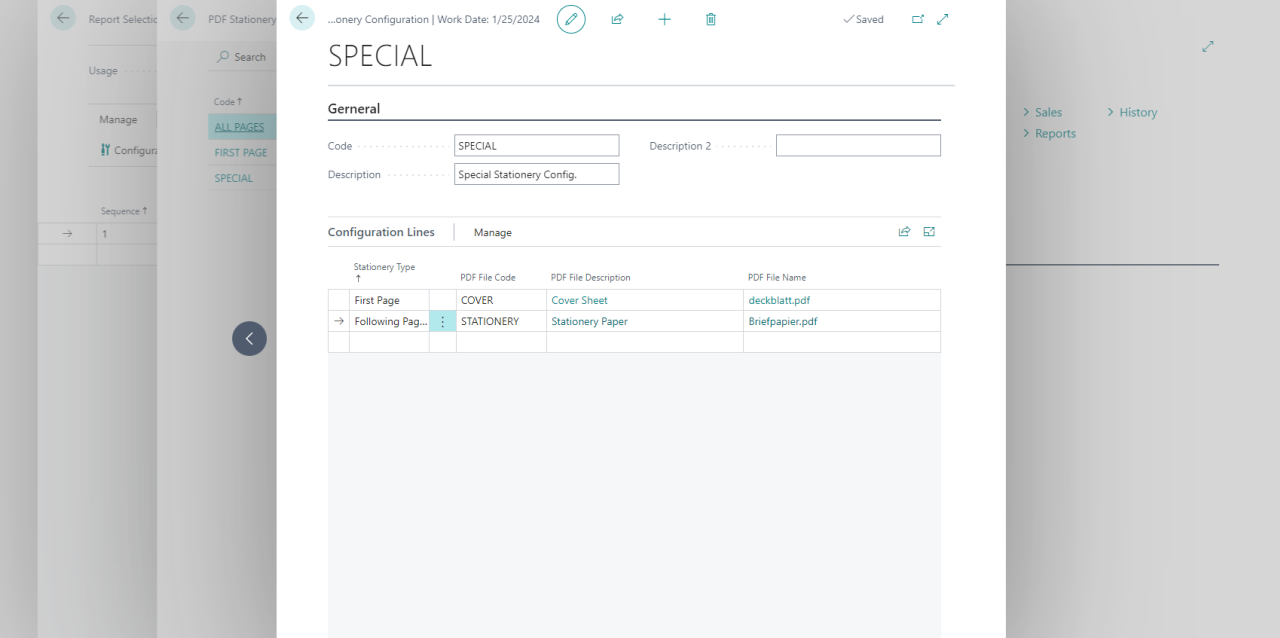 Report Selectio
Usage
Manage
Configura
Sequence ↑
1
PDF Stationery
Search
Code ↑
ALL PAGES
FIRST PAGE
SPECIAL
...onery Configuration | Work Date: 1/25/2024
Saved
SPECIAL
Gerneral
Code SPECIAL Description 2
Description Special Stationery Config.
Configuration Lines Manage
Stationery Type ↑ PDF File Code PDF File Description PDF File Name
First Page COVER Cover Sheet deckblatt.pdf
Following Pag... STATIONERY Stationery Paper Briefpapier.pdf
Sales History
Reports